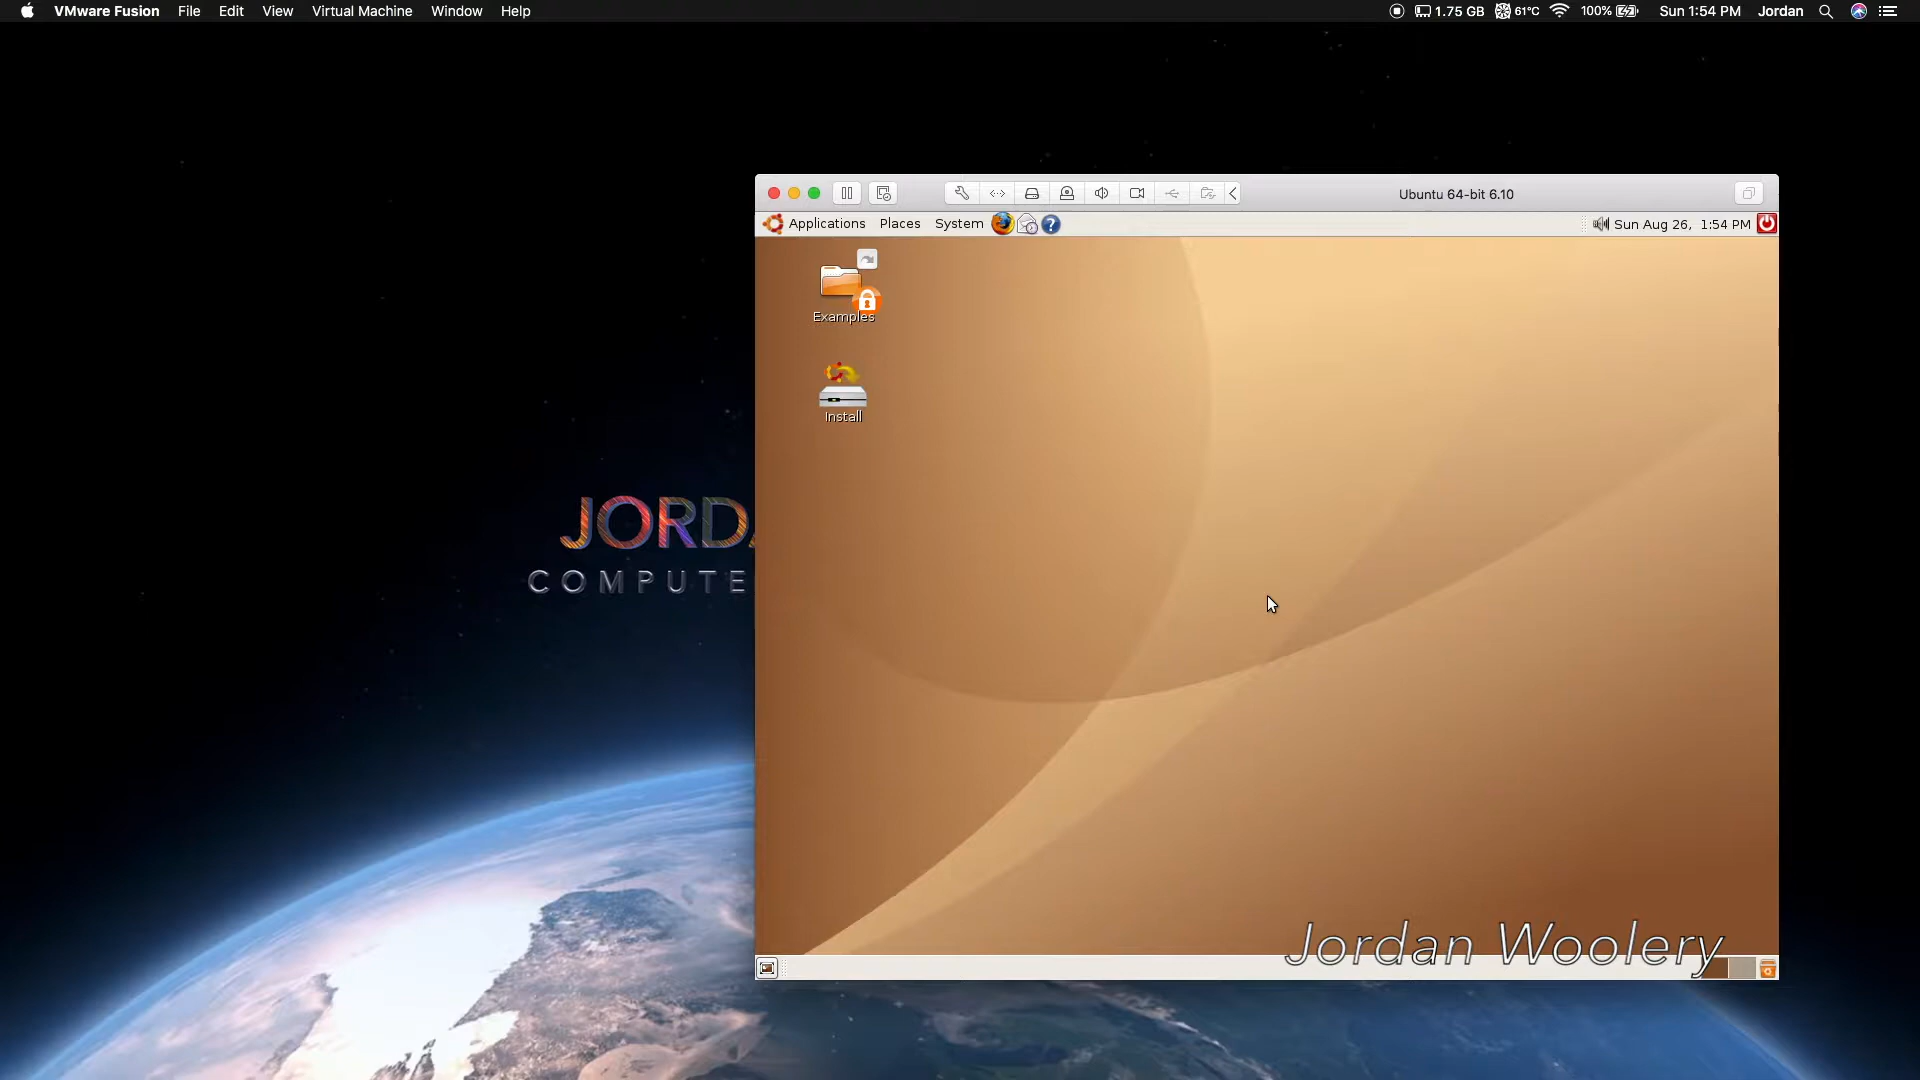 VMware Fusion File Edit View Virtual Machine Window Help 1.75 GB 61°C 100% Sun 1:54 PM Jordan
Ubuntu 64-bit 6.10
Applications Places System Sun Aug 26, 1:54 PM
Examples
Install
JORDA
COMPUTE
Jordan Woolery